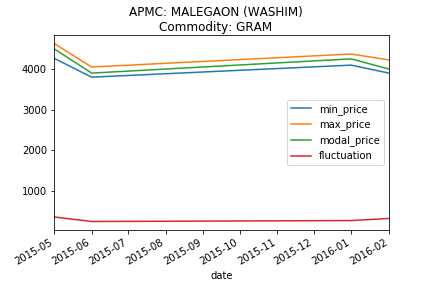 APMC: MALEGAON (WASHIM)
Commodity: GRAM
4000
3000
2000
1000
min_price
max_price
modal_price
fluctuation
2015-05
2015-06
2015-07
2015-08
2015-09
2015-10
2015-11
2015-12
2016-01
2016-02
date